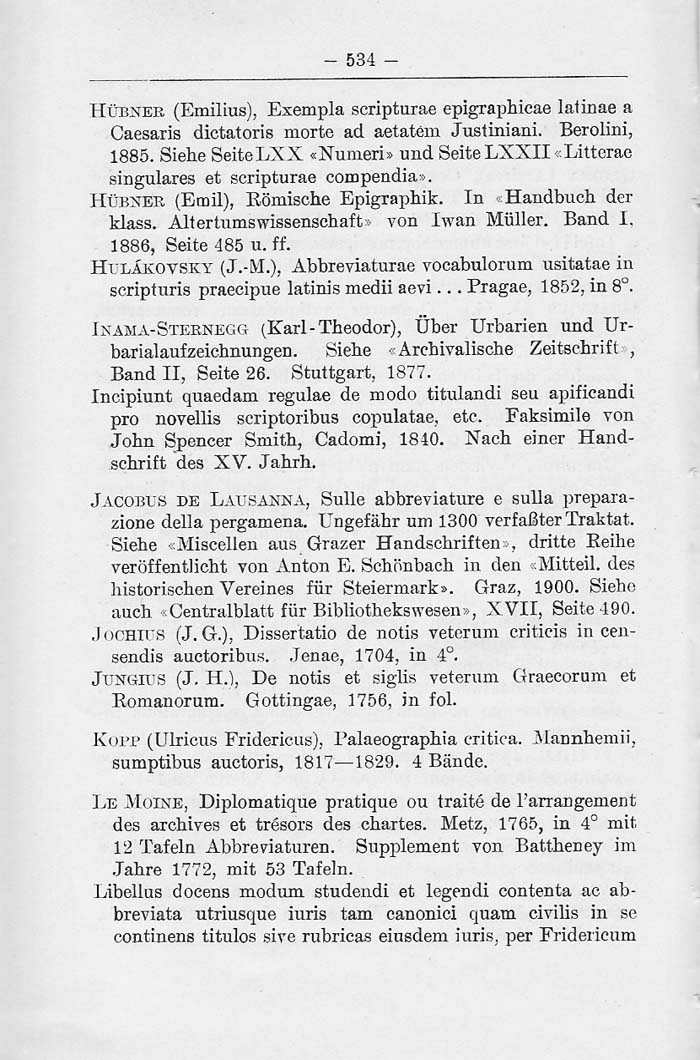 – 534 –
HÜBNER (Emilius), Exempla scripturae epigraphicae latinae a
Caesaris dictatoris morte ad aetatem Justiniani. Berolini,
1885. Siehe Seite LXX «Numeri» und Seite LXXII «Litterae
singulares et scripturae compendia».
HÜBNER (Emil), Römische Epigraphik. In «Handbuch der
klass. Altertumswissenschaft» von Iwan Müller. Band I,
1886, Seite 485 u. ff.
HULÁKOVSKY (J.-M.), Abbreviaturae vocabulorum usitatae in
scripturis praecipue latinis medii aevi ... Pragae, 1852, in 8°.
INAMA-STERNEGG (Karl-Theodor), Über Urbarien und Ur-
barialaufzeichnungen. Siehe «Archivalische Zeitschrift»,
Band II, Seite 26. Stuttgart, 1877.
Incipiunt quaedam regulae de modo titulandi seu apificandi
pro novellis scriptoribus copulatae, etc. Faksimile von
John Spencer Smith, Cadomi, 1840. Nach einer Hand-
schrift des XV. Jahrh.
JACOBUS DE LAUSANNA, Sulle abbreviature e sulla prepara-
zione della pergamena. Ungefähr um 1300 verfaßter Traktat.
Siehe «Miscellen aus Grazer Handschriften», dritte Reihe
veröffentlicht von Anton E. Schönbach in den «Mitteil. des
historischen Vereines für Steiermark». Graz, 1900. Siehe
auch «Centralblatt für Bibliothekswesen», XVII, Seite 490.
JOCHIUS (J. G.), Dissertatio de notis veterum criticis in cen-
sendis auctoribus. Jenae, 1704, in 4°.
JUNGIUS (J. H.), De notis et siglis veterum Graecorum et
Romanorum. Gottingae, 1756, in fol.
KOPP (Ulricus Fridericus), Palaeographia critica. Mannhemii,
sumptibus auctoris, 1817—1829. 4 Bände.
LE MOINE, Diplomatique pratique ou traité de l'arrangement
des archives et trésors des chartes. Metz, 1765, in 4° mit
12 Tafeln Abbreviaturen. Supplement von Battheney im
Jahre 1772, mit 53 Tafeln.
Libellus docens modum studendi et legendi contenta ac ab-
breviata utriusque iuris tam canonici quam civilis in se
continens titulos sive rubricas eiusdem iuris, per Fridericum